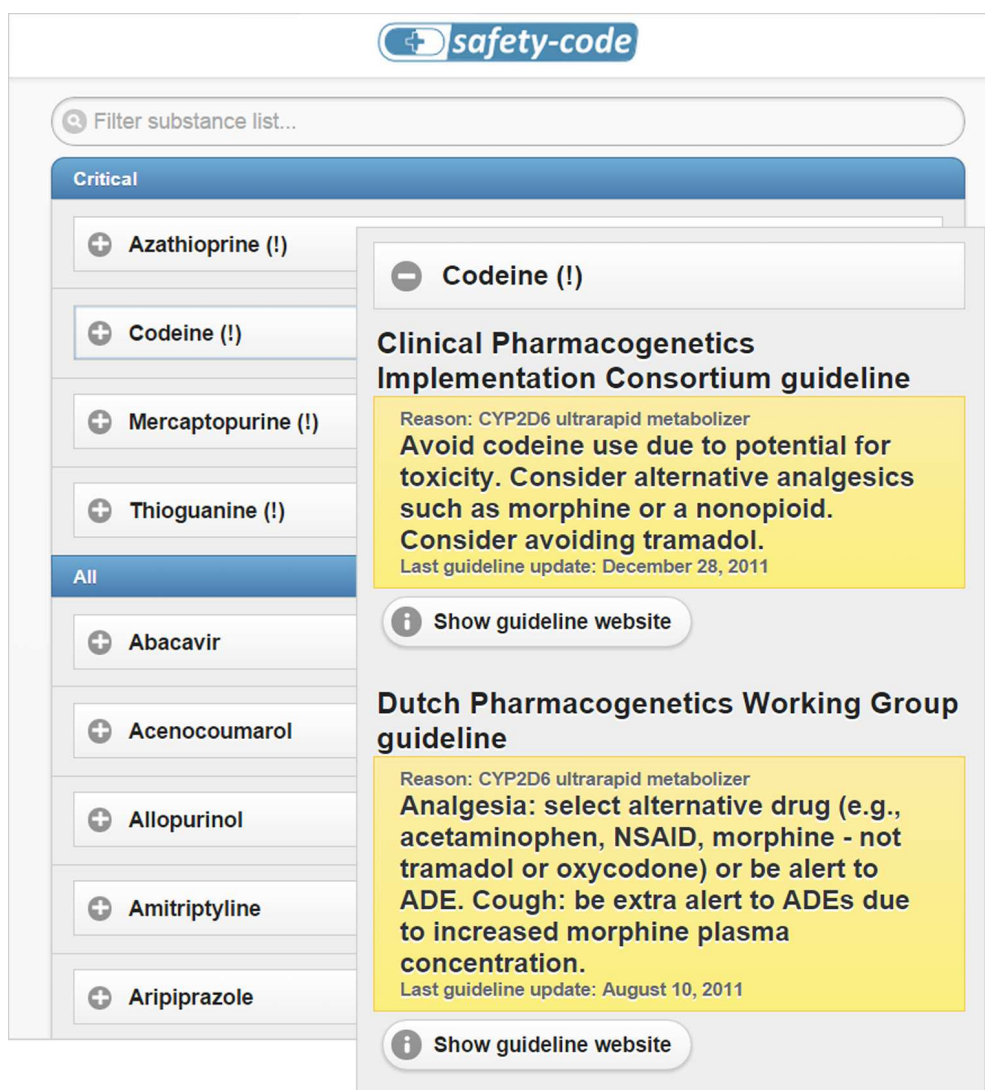 safety-code
Filter substance list...
Critical
Azathioprine (!)
Codeine (!)
Mercaptopurine (!)
Thioguanine (!)
All
Abacavir
Acenocoumarol
Allopurinol
Amitriptyline
Aripiprazole
Codeine (!)
Clinical Pharmacogenetics
Implementation Consortium guideline
Reason: CYP2D6 ultrarapid metabolizer
Avoid codeine use due to potential for
toxicity. Consider alternative analgesics
such as morphine or a nonopioid.
Consider avoiding tramadol.
Last guideline update: December 28, 2011
Show guideline website
Dutch Pharmacogenetics Working Group
guideline
Reason: CYP2D6 ultrarapid metabolizer
Analgesia: select alternative drug (e.g.,
acetaminophen, NSAID, morphine - not
tramadol or oxycodone) or be alert to
ADE. Cough: be extra alert to ADEs due
to increased morphine plasma
concentration.
Last guideline update: August 10, 2011
Show guideline website